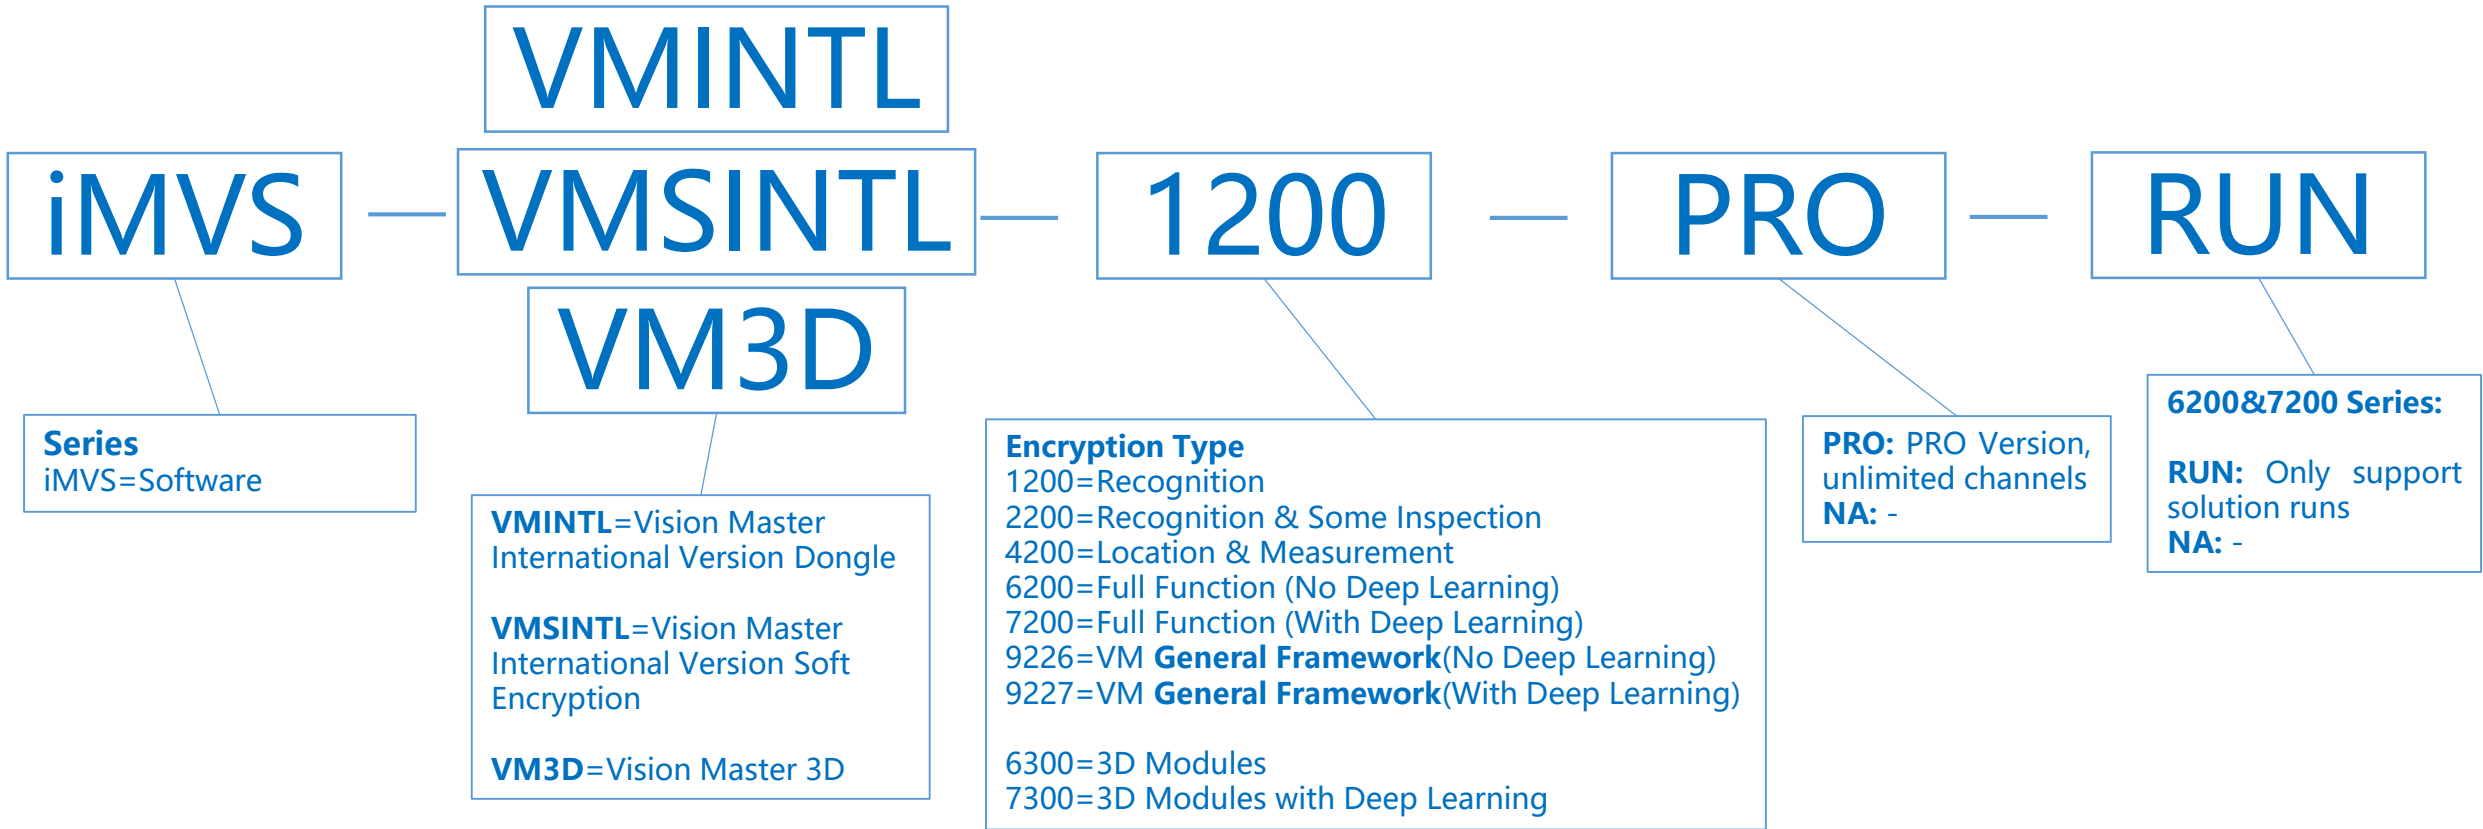 VMINTL
iMVS
VMSINTL
1200
PRO
RUN
VM3D
Series
iMVS=Software
VMINTL=Vision Master
International Version Dongle
VMSINTL=Vision Master
International Version Soft
Encryption
VM3D=Vision Master 3D
Encryption Type
1200=Recognition
2200=Recognition & Some Inspection
4200=Location & Measurement
6200=Full Function (No Deep Learning)
7200=Full Function (With Deep Learning)
9226=VM General Framework(No Deep Learning)
9227=VM General Framework(With Deep Learning)
6300=3D Modules
7300=3D Modules with Deep Learning
PRO: PRO Version,
unlimited channels
NA: -
6200&7200 Series:
RUN: Only support
solution runs
NA: -